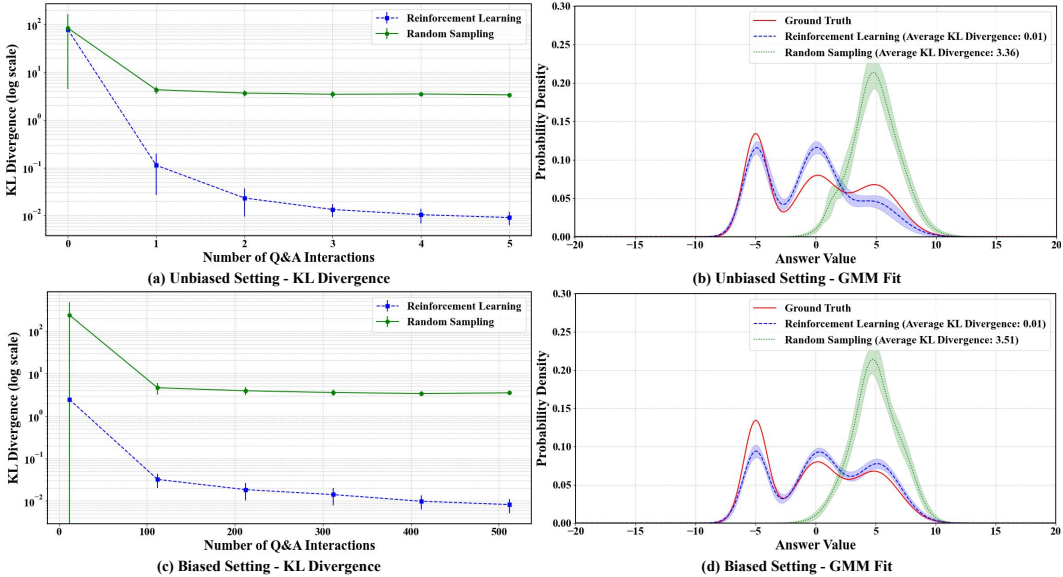 KL Divergence (log scale)
10²
10¹
10⁰
10⁻¹
10⁻²
0
1
2
3
4
5
Number of Q&A Interactions
Reinforcement Learning
Random Sampling
(a) Unbiased Setting - KL Divergence
Probability Density
0.30
0.25
0.20
0.15
0.10
0.05
0.00
−20
−15
−10
−5
0
5
10
15
20
Answer Value
Ground Truth
Reinforcement Learning (Average KL Divergence: 0.01)
Random Sampling (Average KL Divergence: 3.36)
(b) Unbiased Setting - GMM Fit
KL Divergence (log scale)
10²
10¹
10⁰
10⁻¹
10⁻²
0
100
200
300
400
500
Number of Q&A Interactions
Reinforcement Learning
Random Sampling
(c) Biased Setting - KL Divergence
Probability Density
0.30
0.25
0.20
0.15
0.10
0.05
0.00
−20
−15
−10
−5
0
5
10
15
20
Answer Value
Ground Truth
Reinforcement Learning (Average KL Divergence: 0.01)
Random Sampling (Average KL Divergence: 3.51)
(d) Biased Setting - GMM Fit